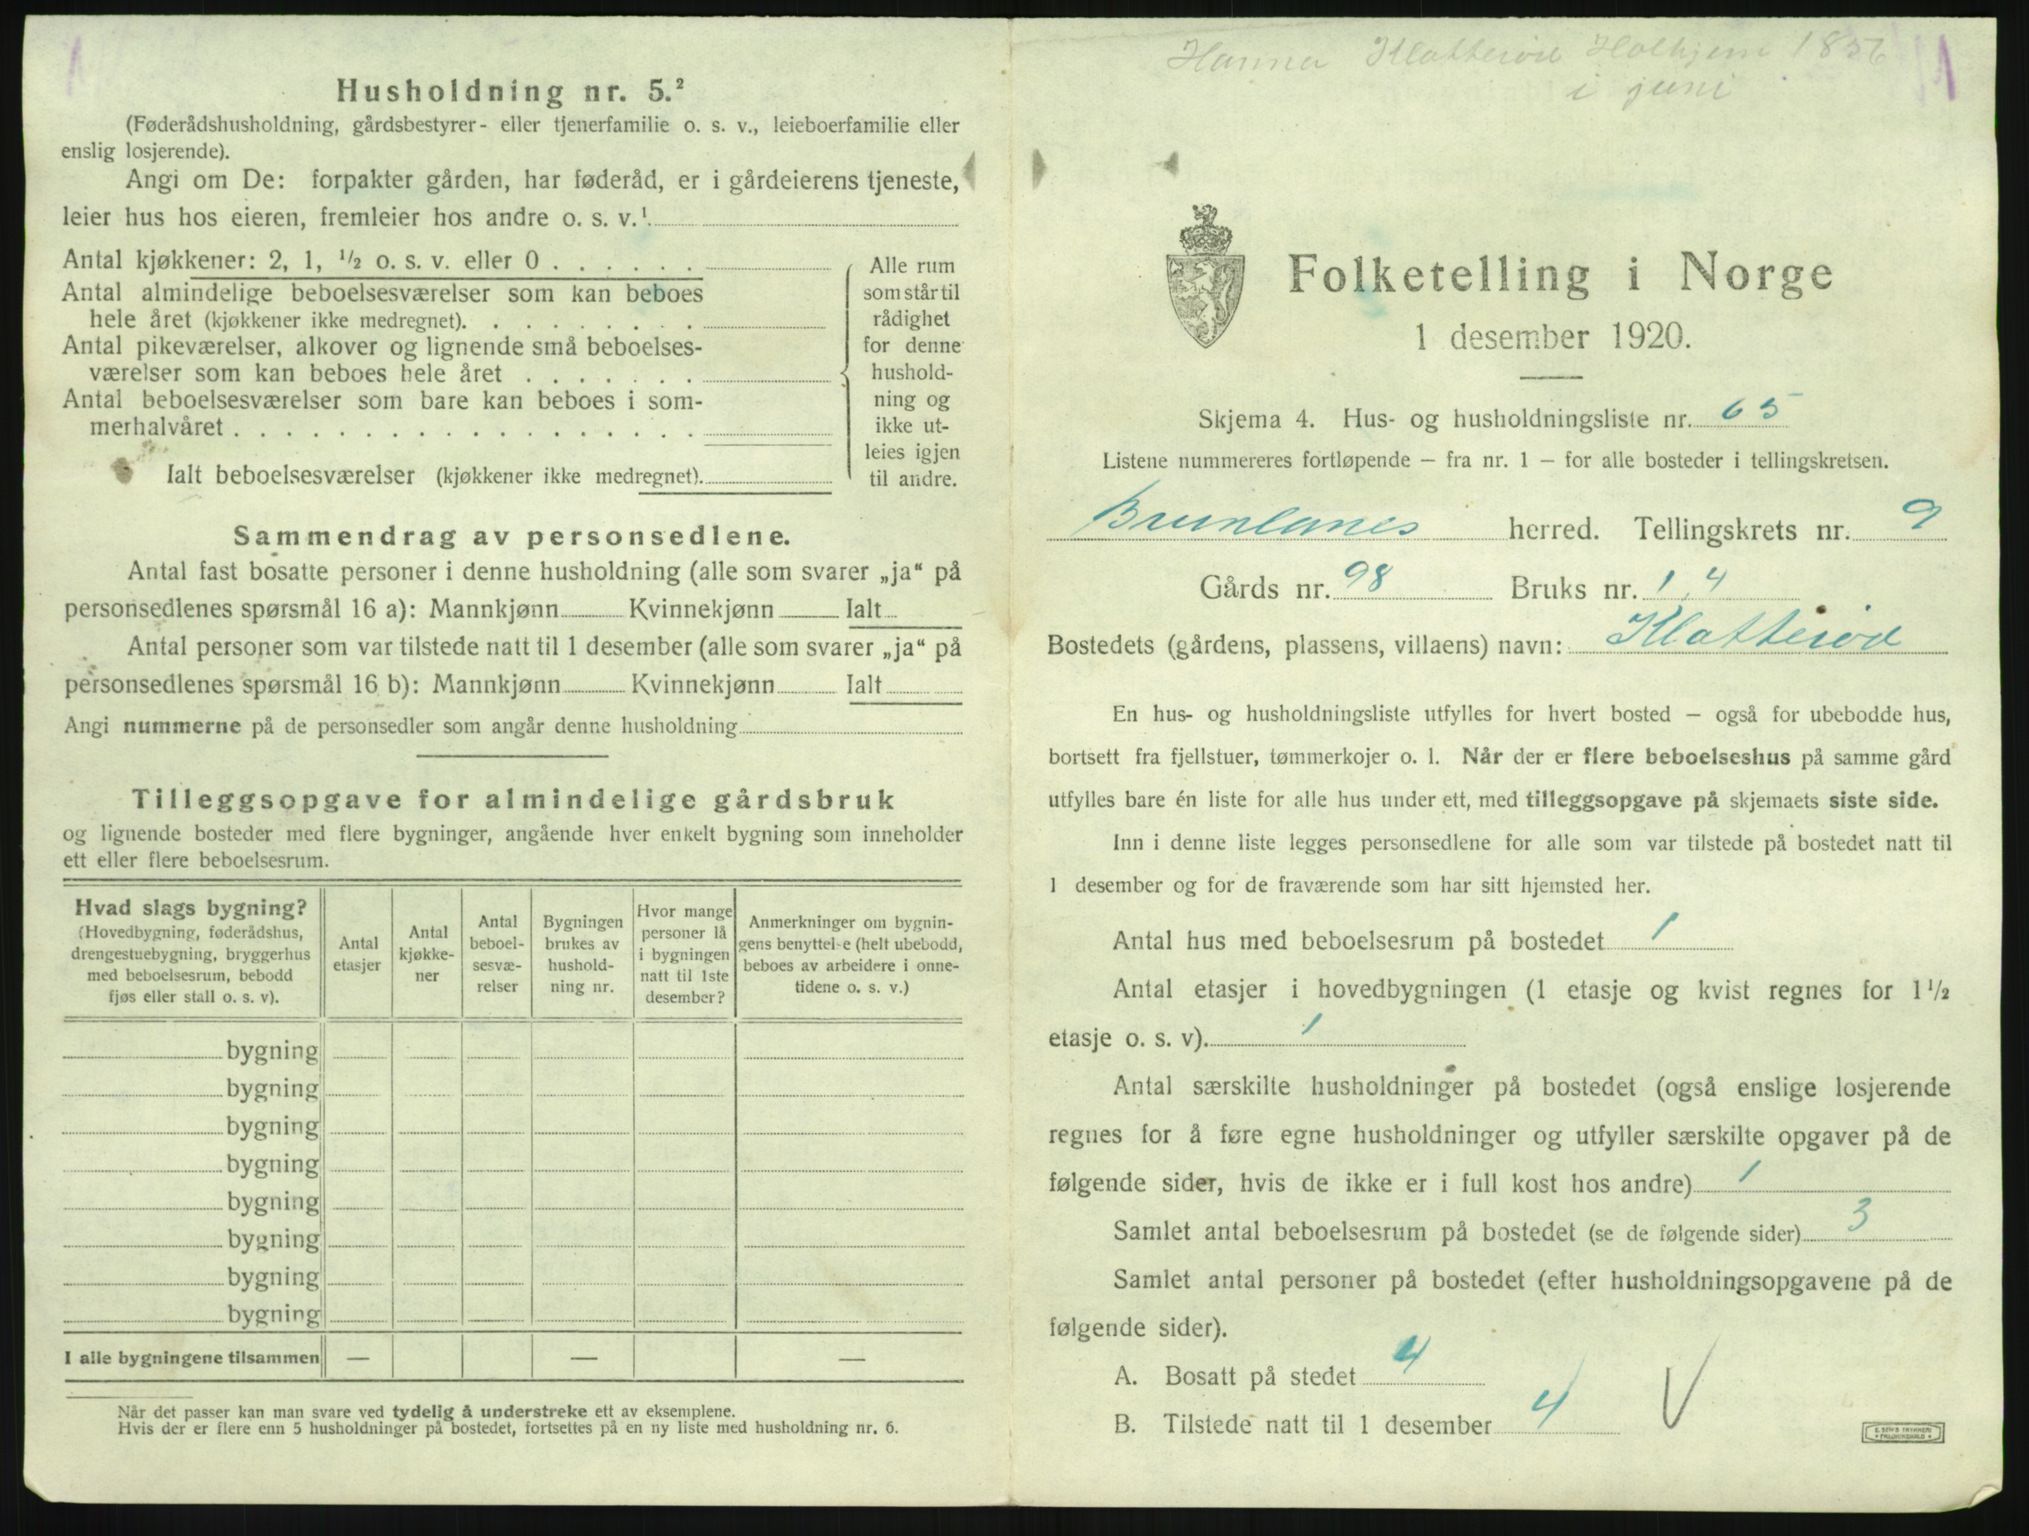 Husholdning nr. 5.²
(Føderådshusholdning, gårdsbestyrer- eller tjenerfamilie o. s. v., leieboerfamilie eller
enslig losjerende).
Angi om De: forpakter gården, har føderåd, er i gårdeierens tjeneste,
leier hus hos eieren, fremleier hos andre o. s. v.¹
Antal kjøkkener: 2, 1, ½ o. s. v. eller 0
Antal almindelige beboelsesværelser som kan beboes
hele året (kjøkkener ikke medregnet).
Antal pikeværelser, alkover og lignende små beboelses-
værelser som kan beboes hele året
Antal beboelsesværelser som bare kan beboes i som-
merhalvåret
Ialt beboelsesværelser (kjøkkener ikke medregnet).
Alle rum
som står til
rådighet
for denne
hushold-
ning og
ikke ut-
leies igjen
til andre.
Sammendrag av personsedlene.
Antal fast bosatte personer i denne husholdning (alle som svarer „ja“ på
personsedlenes spørsmål 16 a): Mannkjønn Kvinnekjønn Ialt
Antal personer som var tilstede natt til 1 desember (alle som svarer „ja“ på
personsedlenes spørsmål 16 b): Mannkjønn Kvinnekjønn Ialt
Angi nummerne på de personsedler som angår denne husholdning
Tilleggsopgave for almindelige gårdsbruk
og lignende bosteder med flere bygninger, angående hver enkelt bygning som inneholder
ett eller flere beboelsesrum.
Hvad slags bygning?
(Hovedbygning, føderådshus,
drengestuebygning, bryggerhus
med beboelsesrum, bebodd
fjøs eller stall o. s. v).
Antal
etasjer
Antal
kjøkke-
ner
Antal
beboel-
sesvæ-
relser
Bygningen
brukes av
hushold-
ning nr.
Hvor mange
personer lå
i bygningen
natt til 1ste
desember?
Anmerkninger om bygnin-
gens benyttelse (helt ubebodd,
beboes av arbeidere i onne-
tidene o. s. v.)
bygning
bygning
bygning
bygning
bygning
bygning
bygning
bygning
I alle bygningene tilsammen — — —
Når det passer kan man svare ved tydelig å understreke ett av eksemplene.
Hvis der er flere enn 5 husholdninger på bostedet, fortsettes på en ny liste med husholdning nr. 6.
Hanna Klatterød Holhjem 1856
i juni
Folketelling i Norge
1 desember 1920.
Skjema 4. Hus- og husholdningsliste nr. 65
Listene nummereres fortløpende – fra nr. 1 – for alle bosteder i tellingskretsen.
Brunlanes herred. Tellingskrets nr. 9
Gårds nr. 98 Bruks nr. 1,4
Bostedets (gårdens, plassens, villaens) navn: Klatterød
En hus- og husholdningsliste utfylles for hvert bosted – også for ubebodde hus,
bortsett fra fjellstuer, tømmerkojer o. l. Når der er flere beboelseshus på samme gård
utfylles bare én liste for alle hus under ett, med tilleggsopgave på skjemaets siste side.
Inn i denne liste legges personsedlene for alle som var tilstede på bostedet natt til
1 desember og for de fraværende som har sitt hjemsted her.
Antal hus med beboelsesrum på bostedet 1
Antal etasjer i hovedbygningen (1 etasje og kvist regnes for 1½
etasje o. s. v). 1
Antal særskilte husholdninger på bostedet (også enslige losjerende
regnes for å føre egne husholdninger og utfyller særskilte opgaver på de
følgende sider, hvis de ikke er i full kost hos andre) 1
Samlet antal beboelsesrum på bostedet (se de følgende sider) 3
Samlet antal personer på bostedet (efter husholdningsopgavene på de
følgende sider).
A. Bosatt på stedet 4
B. Tilstede natt til 1 desember 4